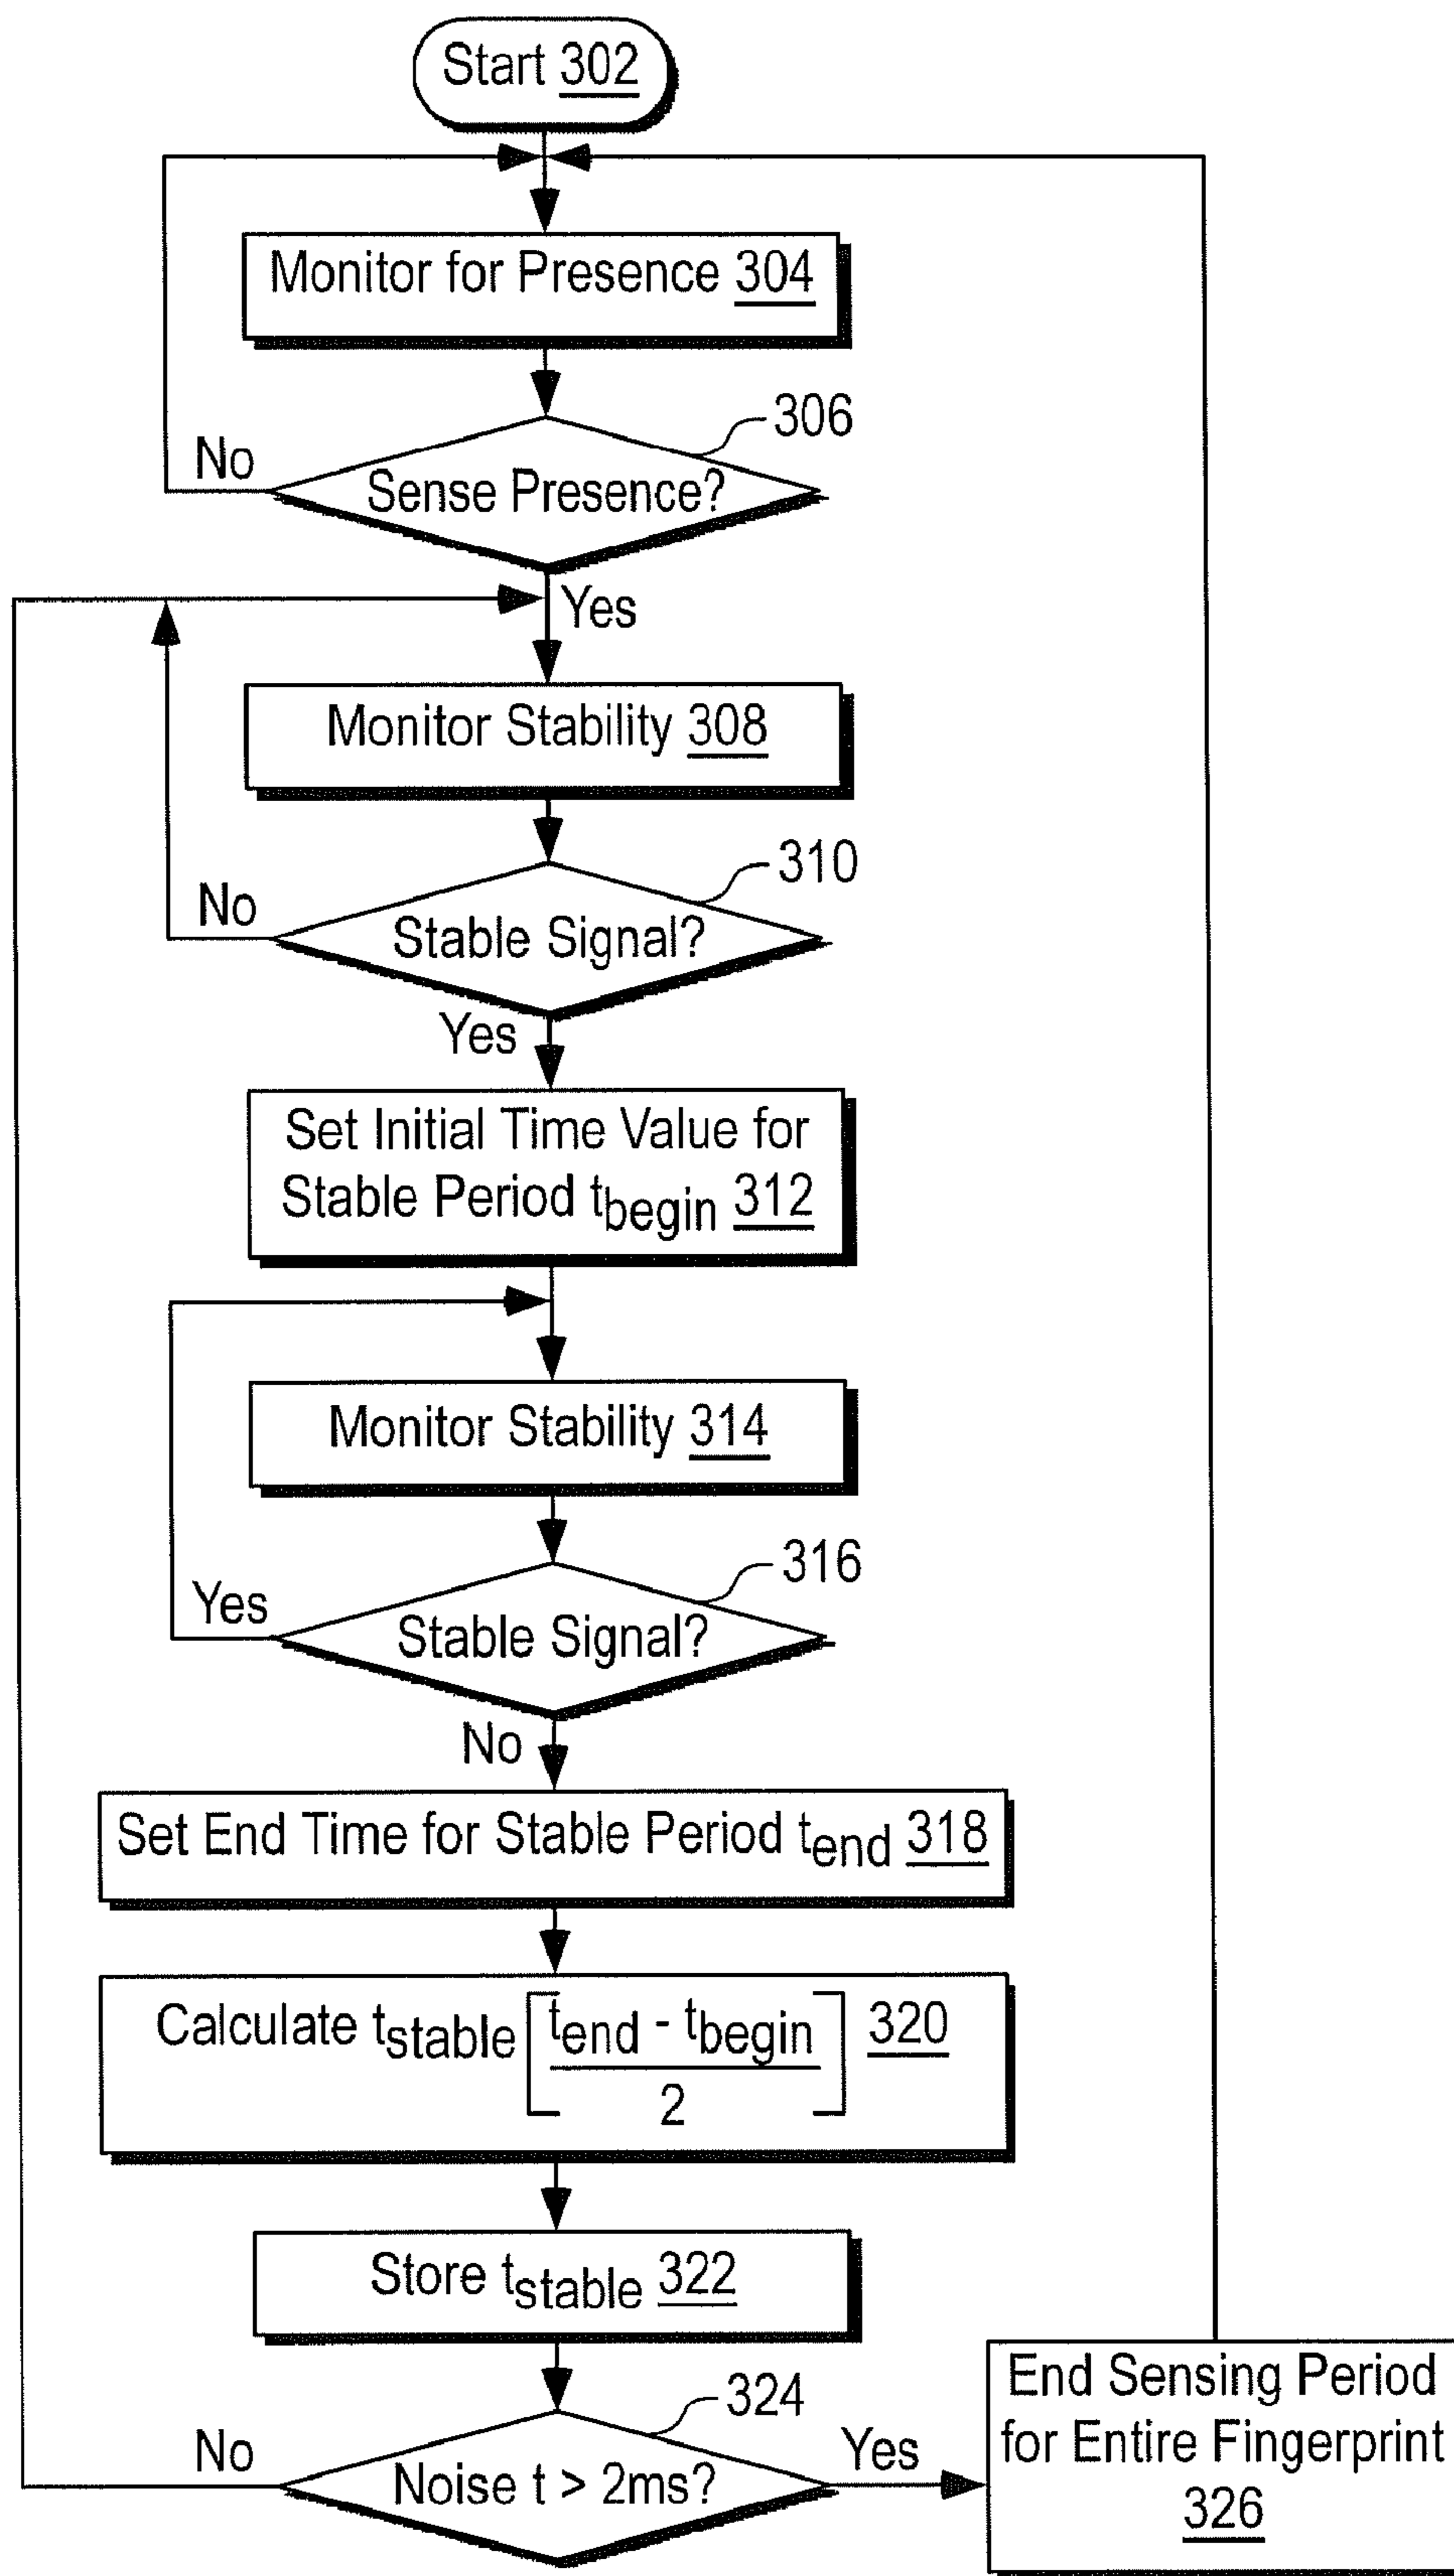 Start 302
Monitor for Presence 304
306
No
Sense Presence?
Yes
Monitor Stability 308
310
No
Stable Signal?
Yes
Set Initial Time Value for
Stable Period tbegin 312
Monitor Stability 314
316
Yes
Stable Signal?
No
Set End Time for Stable Period tend 318
Calculate tstable [tend - tbegin 320
2]
Store tstable 322
324
No
Noise t > 2ms?
Yes
End Sensing Period
for Entire Fingerprint
326